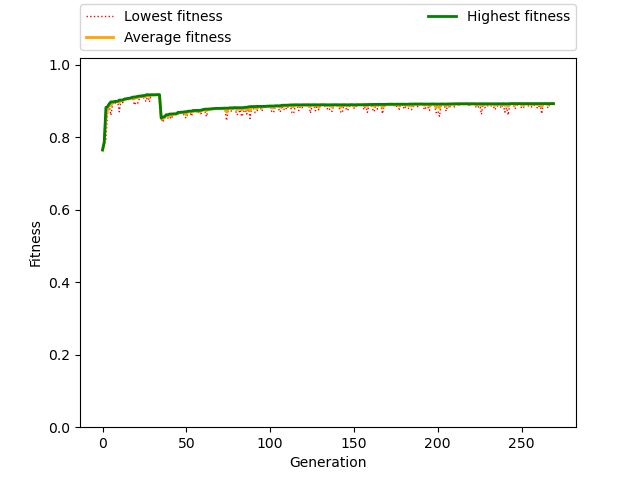 Lowest fitness
Average fitness
Highest fitness
1.0
0.8
0.6
0.4
0.2
0.0
Fitness
0 50 100 150 200 250
Generation